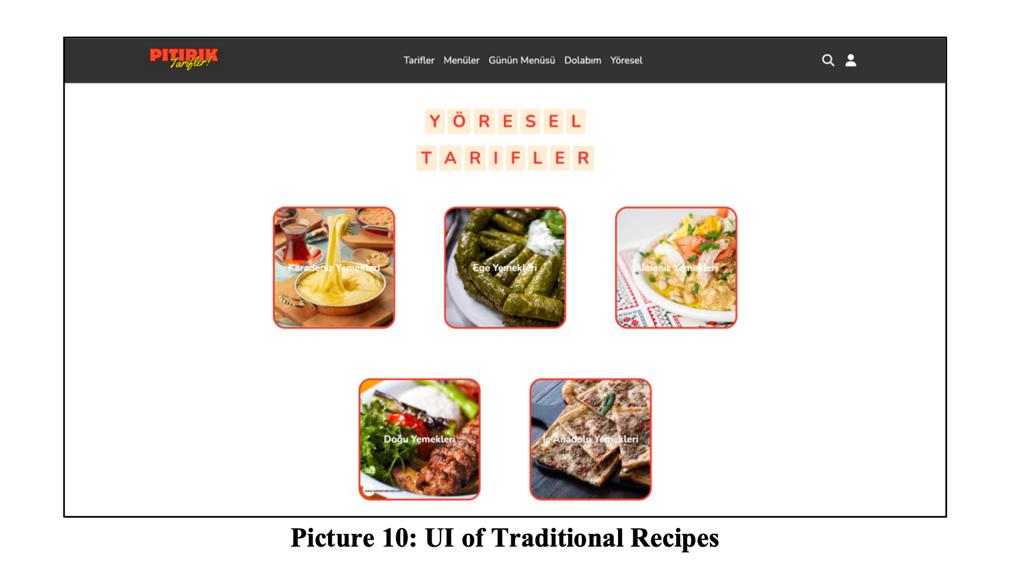 PITIRIK
Tarifler!
Tarifler Menüler Günün Menüsü Dolabım Yöresel
YÖRESEL
TARIFLER
Karadeniz Yemekleri
Ege Yemekleri
Akdeniz Yemekleri
Doğu Yemekleri
İç Anadolu Yemekleri
Picture 10: UI of Traditional Recipes